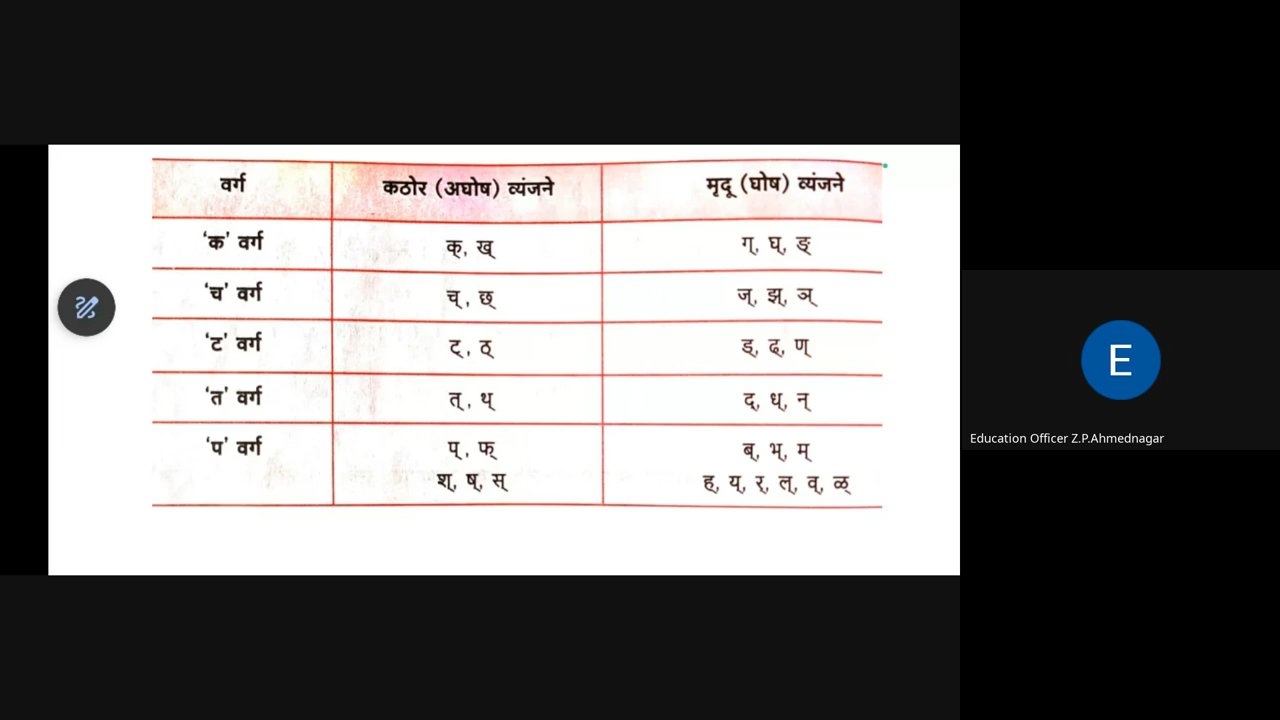 वर्ग कठोर (अघोष) व्यंजने मृदू (घोष) व्यंजने
'क' वर्ग क्, ख् ग्, घ्, ङ्
'च' वर्ग च्, छ् ज्, झ्, ञ्
'ट' वर्ग ट्, ठ् ड्, ढ्, ण्
'त' वर्ग त्, थ् द्, ध्, न्
'प' वर्ग प्, फ् ब्, भ्, म्
श्, ष्, स् ह्, य्, र्, ल्, व्, ळ्
E
Education Officer Z.P.Ahmednagar